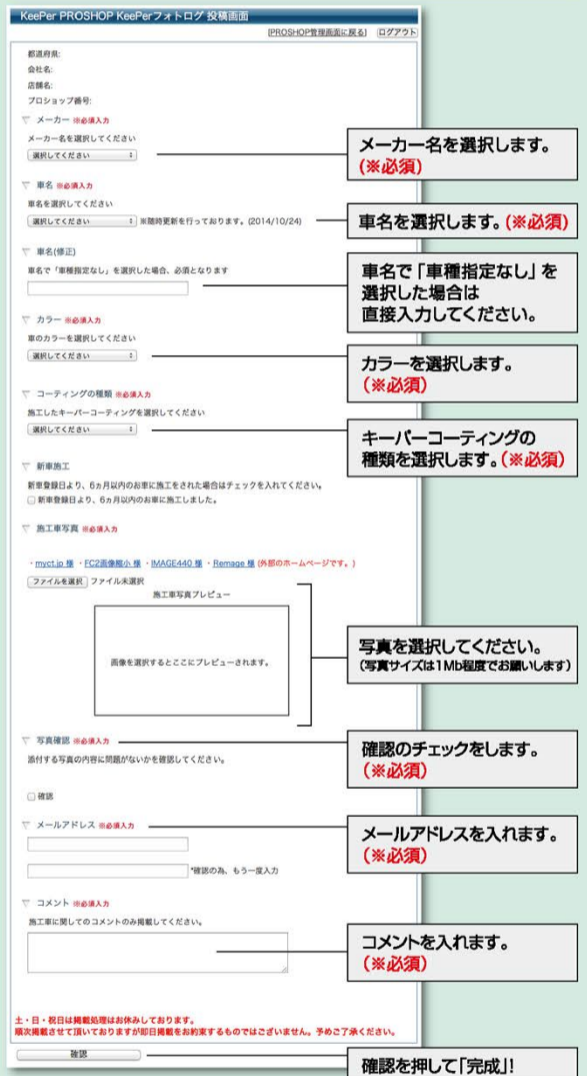 KeePer PROSHOP KeePerフォトログ 投稿画面
[PROSHOP管理画面に戻る] ログアウト
都道府県:
会社名:
店舗名:
プロショップ番号:
▽ メーカー ※必須入力
メーカー名を選択してください
選択してください
メーカー名を選択します。
(※必須)
▽ 車名 ※必須入力
車名を選択してください
選択してください ※随時更新を行っております。(2014/10/24)
車名を選択します。(※必須)
▽ 車名(修正)
車名で「車種指定なし」を選択した場合、必須となります
車名で「車種指定なし」を
選択した場合は
直接入力してください。
▽ カラー ※必須入力
車のカラーを選択してください
選択してください
カラーを選択します。
(※必須)
▽ コーティングの種類 ※必須入力
施工したキーパーコーティングを選択してください
選択してください
キーパーコーティングの
種類を選択します。(※必須)
▽ 新車施工
新車登録日より、6ヵ月以内のお車に施工をされた場合はチェックを入れてください。
新車登録日より、6ヵ月以内のお車に施工しました。
▽ 施工車写真 ※必須入力
・myct.jp 様 ・FC2画像縮小 様 ・IMAGE440 様 ・Remage 様 (外部のホームページです。)
ファイルを選択 ファイル未選択
施工車写真プレビュー
画像を選択するとここにプレビューされます。
写真を選択してください。
(写真サイズは1Mb程度でお願いします)
▽ 写真確認 ※必須入力
添付する写真の内容に問題がないかを確認してください。
確認
確認のチェックをします。
(※必須)
▽ メールアドレス ※必須入力
*確認の為、もう一度入力
メールアドレスを入れます。
(※必須)
▽ コメント ※必須入力
施工車に関してのコメントのみ掲載してください。
コメントを入れます。
(※必須)
土・日・祝日は掲載処理はお休みしております。
順次掲載させて頂いておりますが即日掲載をお約束するものではございません。予めご了承ください。
確認
確認を押して「完成」!